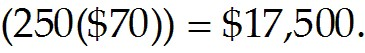 (250($70)) = $17,500.